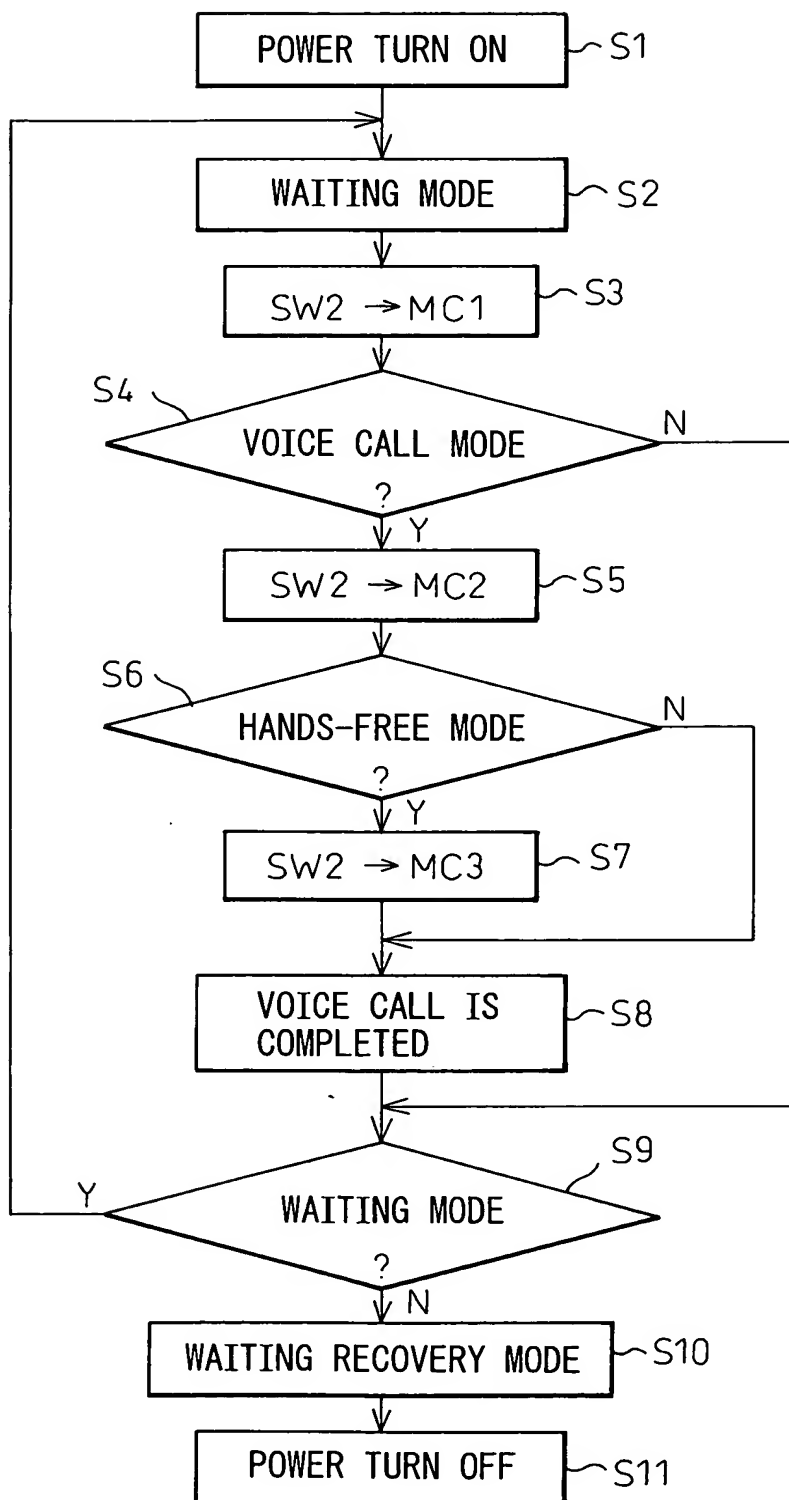 POWER TURN ON S1
WAITING MODE S2
SW2 → MC1 S3
S4
VOICE CALL MODE N
?
Y
SW2 → MC2 S5
S6
HANDS-FREE MODE N
?
Y
SW2 → MC3 S7
VOICE CALL IS S8
COMPLETED
S9
Y WAITING MODE
?
N
WAITING RECOVERY MODE S10
POWER TURN OFF S11